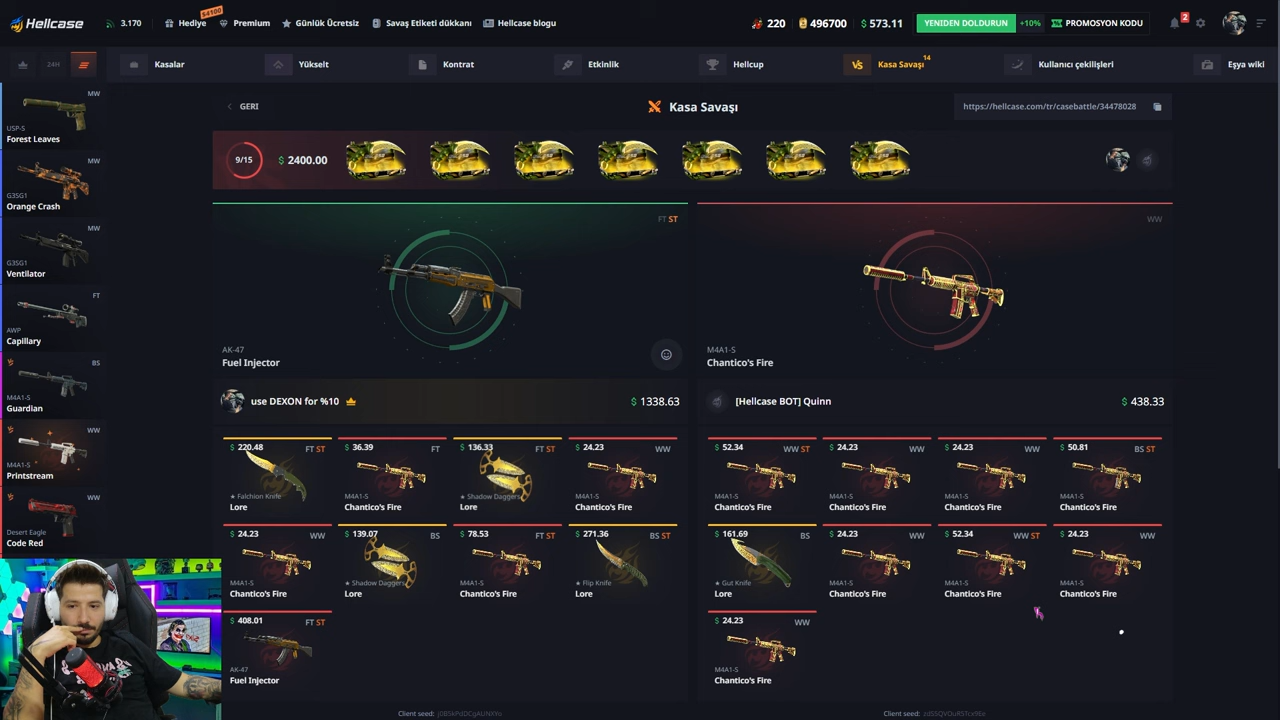 Hellcase
3.170
Hediye
$4100
Premium
Günlük Ücretsiz
Savaş Etiketi dükkanı
Hellcase blogu
220
496700
$ 573.11
YENİDEN DOLDURUN
+10%
PROMOSYON KODU
2
24H
Kasalar
Yükselt
Kontrat
Etkinlik
Hellcup
VS
Kasa Savaşı
14
Kullanıcı çekilişleri
Eşya wiki
MW
USP-S
Forest Leaves
MW
G3SG1
Orange Crash
MW
G3SG1
Ventilator
FT
AWP
Capillary
BS
M4A1-S
Guardian
WW
M4A1-S
Printstream
WW
Desert Eagle
Code Red
GERİ
Kasa Savaşı
https://hellcase.com/tr/casebattle/34478028
9/15
$ 2400.00
FT ST
AK-47
Fuel Injector
WW
M4A1-S
Chantico's Fire
use DEXON for %10
$ 1338.63
[Hellcase BOT] Quinn
$ 438.33
$ 220.48
FT ST
★ Falchion Knife
Lore
$ 36.39
FT
M4A1-S
Chantico's Fire
$ 136.33
FT ST
★ Shadow Daggers
Lore
$ 24.23
WW
M4A1-S
Chantico's Fire
$ 24.23
WW
M4A1-S
Chantico's Fire
$ 139.07
BS
★ Shadow Daggers
Lore
$ 78.53
FT ST
M4A1-S
Chantico's Fire
$ 271.36
BS ST
★ Flip Knife
Lore
$ 408.01
FT ST
AK-47
Fuel Injector
$ 52.34
WW ST
M4A1-S
Chantico's Fire
$ 24.23
WW
M4A1-S
Chantico's Fire
$ 24.23
WW
M4A1-S
Chantico's Fire
$ 50.81
BS ST
M4A1-S
Chantico's Fire
$ 161.69
BS
★ Gut Knife
Lore
$ 24.23
WW
M4A1-S
Chantico's Fire
$ 52.34
WW ST
M4A1-S
Chantico's Fire
$ 24.23
WW
M4A1-S
Chantico's Fire
$ 24.23
WW
M4A1-S
Chantico's Fire
Client seed:
Client seed: